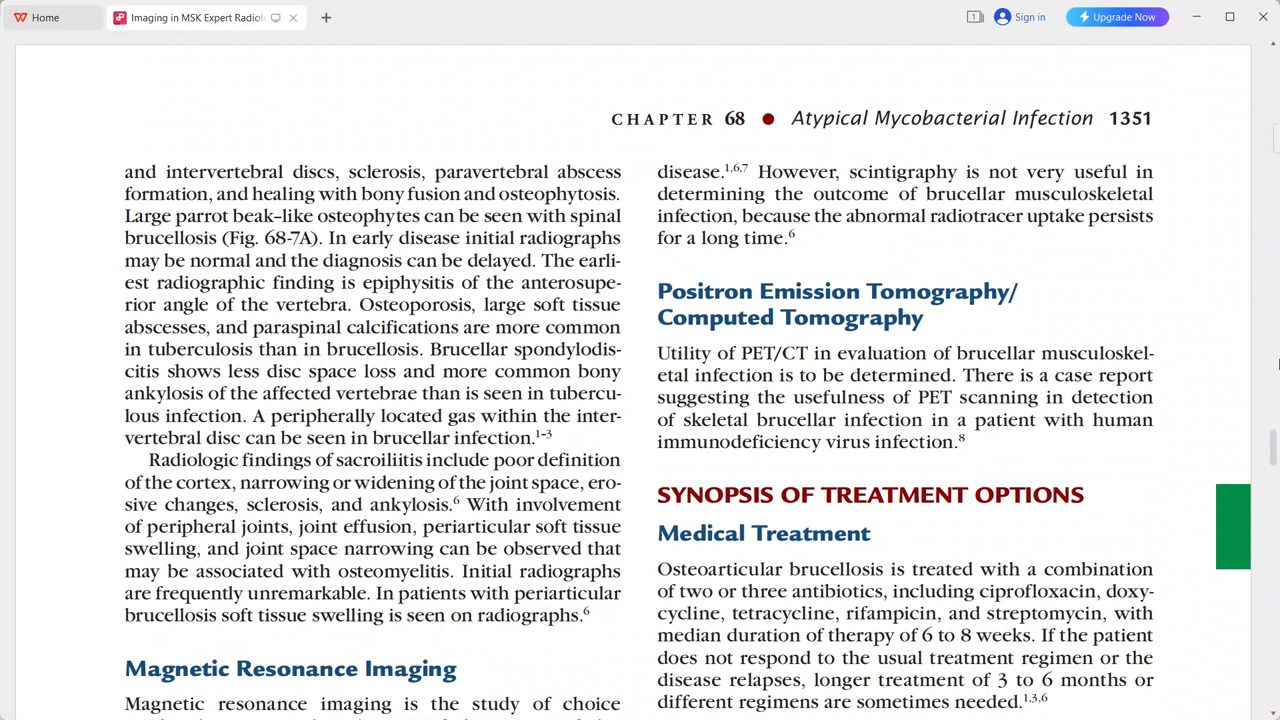 Home
Imaging in MSK Expert Radiol
1
Sign in
Upgrade Now
CHAPTER 68 ● Atypical Mycobacterial Infection 1351
and intervertebral discs, sclerosis, paravertebral abscess
formation, and healing with bony fusion and osteophytosis.
Large parrot beak–like osteophytes can be seen with spinal
brucellosis (Fig. 68-7A). In early disease initial radiographs
may be normal and the diagnosis can be delayed. The earli-
est radiographic finding is epiphysitis of the anterosupe-
rior angle of the vertebra. Osteoporosis, large soft tissue
abscesses, and paraspinal calcifications are more common
in tuberculosis than in brucellosis. Brucellar spondylodis-
citis shows less disc space loss and more common bony
ankylosis of the affected vertebrae than is seen in tubercu-
lous infection. A peripherally located gas within the inter-
vertebral disc can be seen in brucellar infection.1-3
Radiologic findings of sacroiliitis include poor definition
of the cortex, narrowing or widening of the joint space, ero-
sive changes, sclerosis, and ankylosis.6 With involvement
of peripheral joints, joint effusion, periarticular soft tissue
swelling, and joint space narrowing can be observed that
may be associated with osteomyelitis. Initial radiographs
are frequently unremarkable. In patients with periarticular
brucellosis soft tissue swelling is seen on radiographs.6
Magnetic Resonance Imaging
Magnetic resonance imaging is the study of choice
disease.1,6,7 However, scintigraphy is not very useful in
determining the outcome of brucellar musculoskeletal
infection, because the abnormal radiotracer uptake persists
for a long time.6
Positron Emission Tomography/
Computed Tomography
Utility of PET/CT in evaluation of brucellar musculoskel-
etal infection is to be determined. There is a case report
suggesting the usefulness of PET scanning in detection
of skeletal brucellar infection in a patient with human
immunodeficiency virus infection.8
SYNOPSIS OF TREATMENT OPTIONS
Medical Treatment
Osteoarticular brucellosis is treated with a combination
of two or three antibiotics, including ciprofloxacin, doxy-
cycline, tetracycline, rifampicin, and streptomycin, with
median duration of therapy of 6 to 8 weeks. If the patient
does not respond to the usual treatment regimen or the
disease relapses, longer treatment of 3 to 6 months or
different regimens are sometimes needed.1,3,6